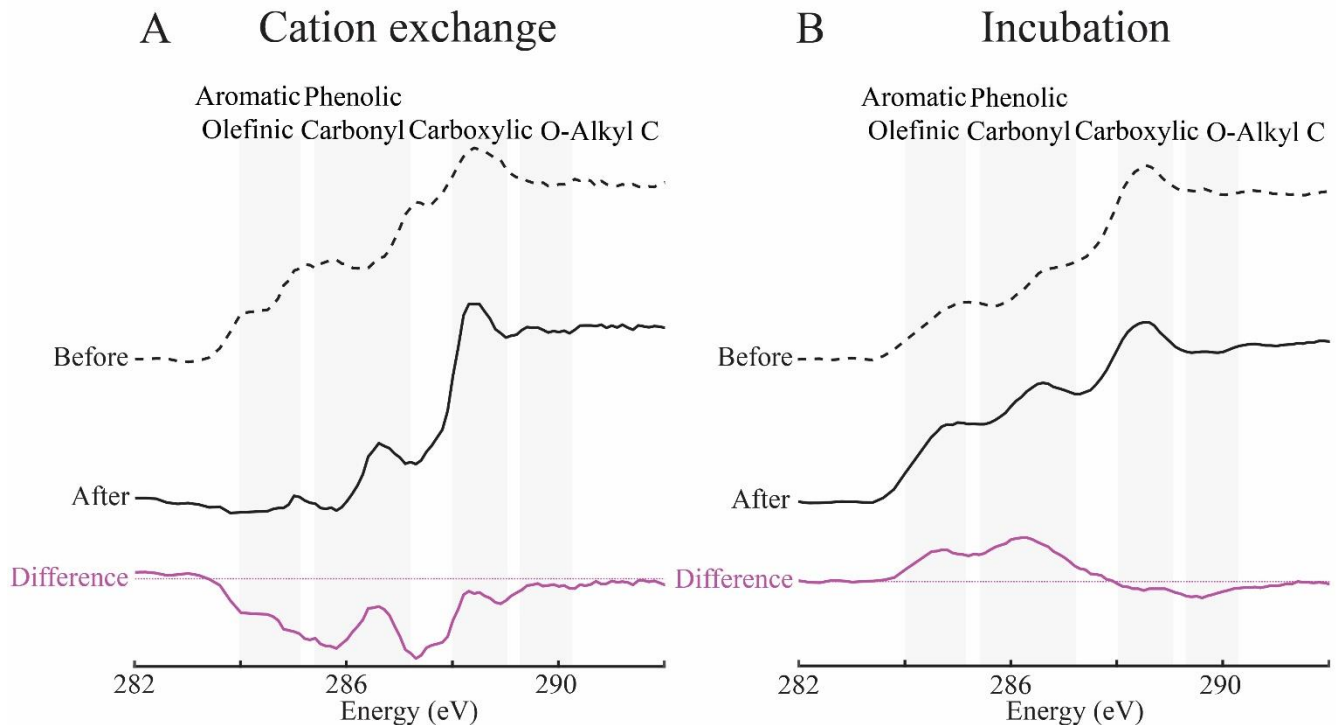 A Cation exchange
Aromatic Phenolic
Olefinic Carbonyl Carboxylic O-Alkyl C
Before
After
Difference
282 286 290
Energy (eV)
B Incubation
Aromatic Phenolic
Olefinic Carbonyl Carboxylic O-Alkyl C
Before
After
Difference
282 286 290
Energy (eV)